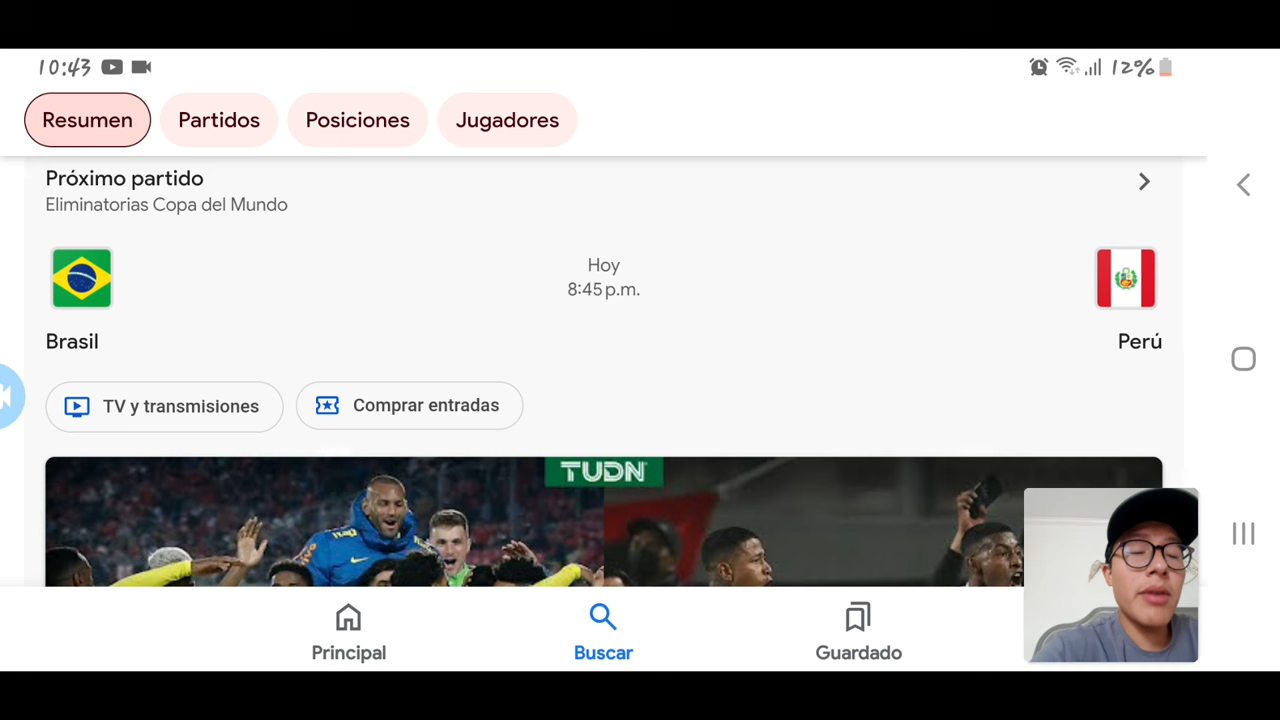 10:43
12%
Resumen Partidos Posiciones Jugadores
Próximo partido
Eliminatorias Copa del Mundo
Hoy
8:45 p.m.
Brasil
Perú
TV y transmisiones
Comprar entradas
TUDN
Principal
Buscar
Guardado